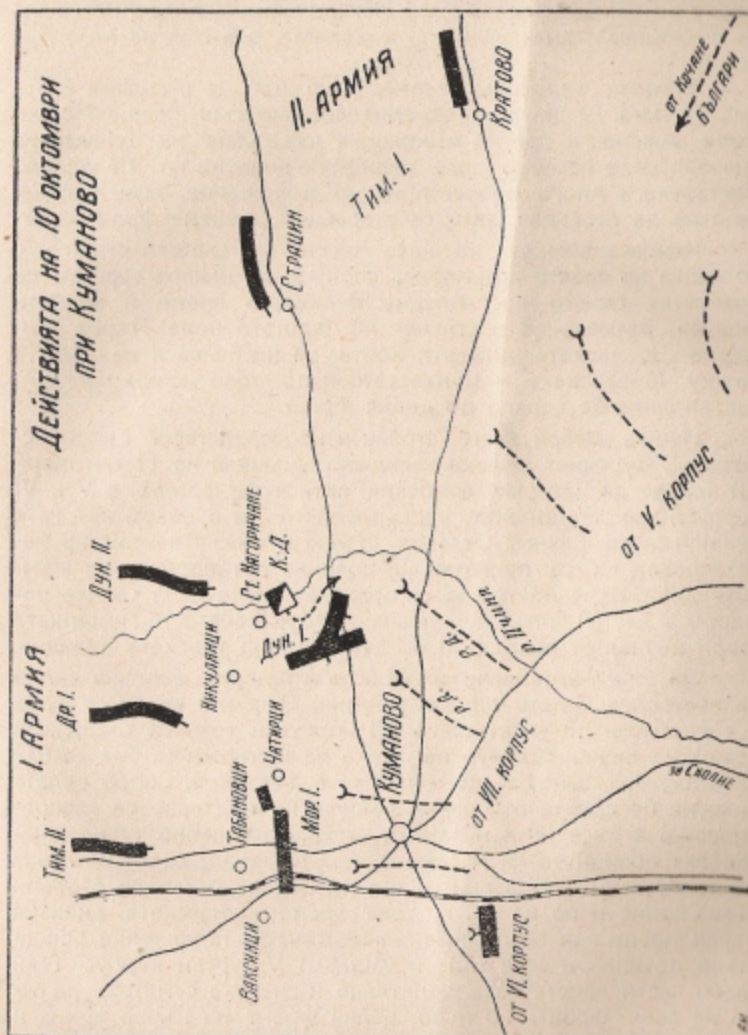 Действията на 10 октомври
при Куманово
I. Армия
II. Армия
Тим. II
Др. I.
Дун. II.
Ваксинци
Табановци
Чатирци
Никуляници
Ст. Нагоричане
К.Д.
Мор. I.
Дун. I.
Страцин
Тим. I.
Кратово
Куманово
р.д.
р.д.
р. Пчиня
от VI. корпус
от VII. корпус
от V. корпус
за Скопие
от Кочане
българи